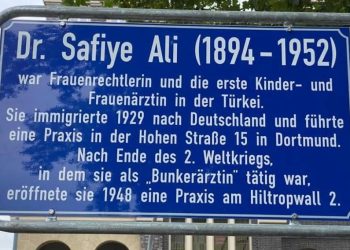 Dr. Safiye Ali (1894 – 1952)
war Frauenrechtlerin und die erste Kinder- und
Frauenärztin in der Türkei.
Sie immigrierte 1929 nach Deutschland und führte
eine Praxis in der Hohen Straße 15 in Dortmund.
Nach Ende des 2. Weltkriegs,
in dem sie als „Bunkerärztin” tätig war,
eröffnete sie 1948 eine Praxis am Hiltropwall 2.